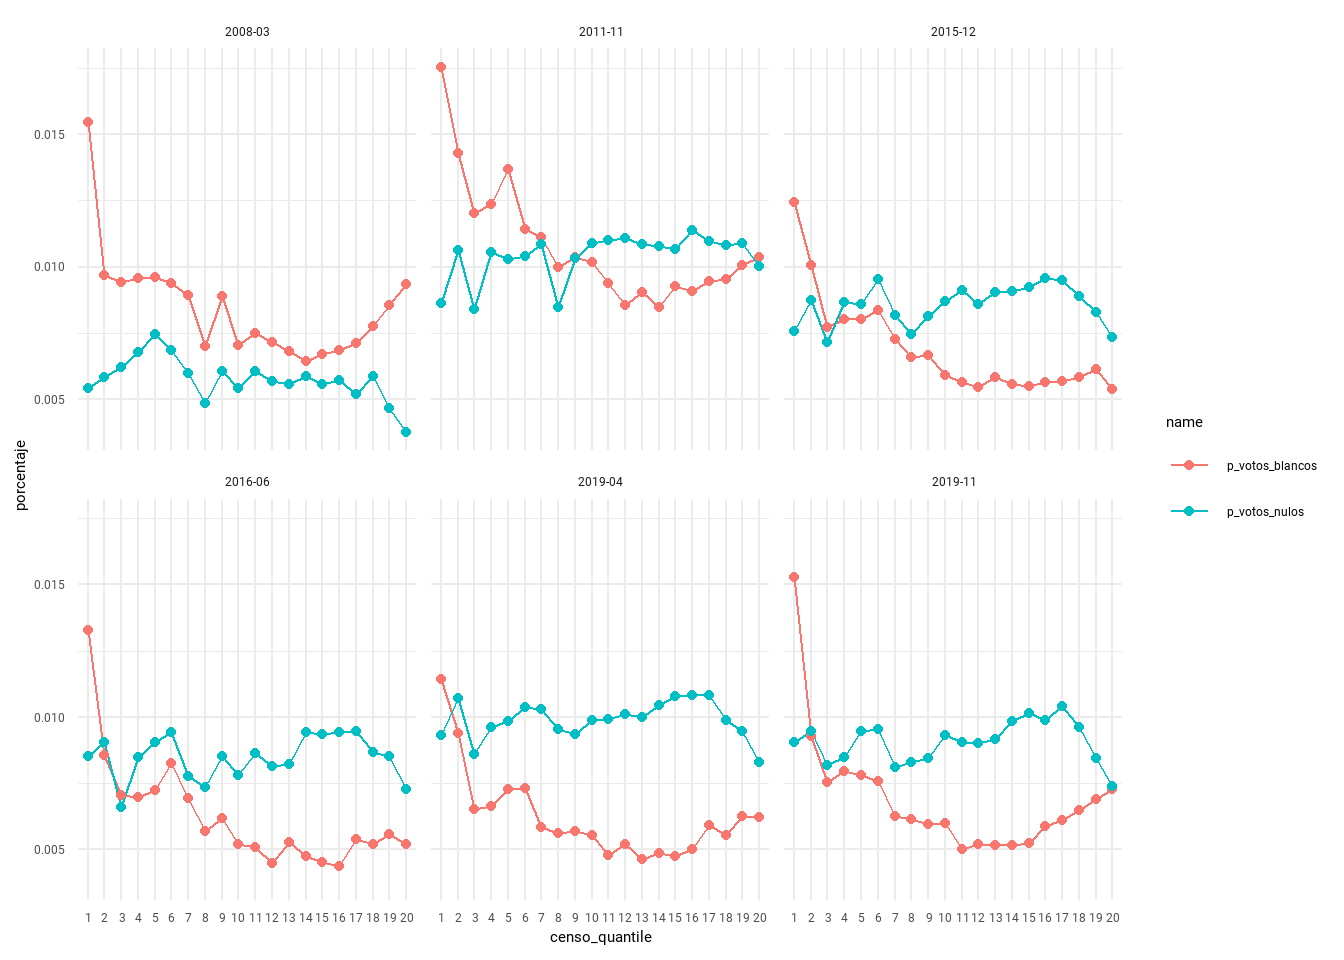 2008-03 2011-11 2015-12
0.015
0.010
0.005
porcentaje
2016-06 2019-04 2019-11
0.015
0.010
0.005
1 2 3 4 5 6 7 8 9 10 11 12 13 14 15 16 17 18 19 20 1 2 3 4 5 6 7 8 9 10 11 12 13 14 15 16 17 18 19 20 1 2 3 4 5 6 7 8 9 10 11 12 13 14 15 16 17 18 19 20
censo_quantile
name
p_votos_blancos
p_votos_nulos